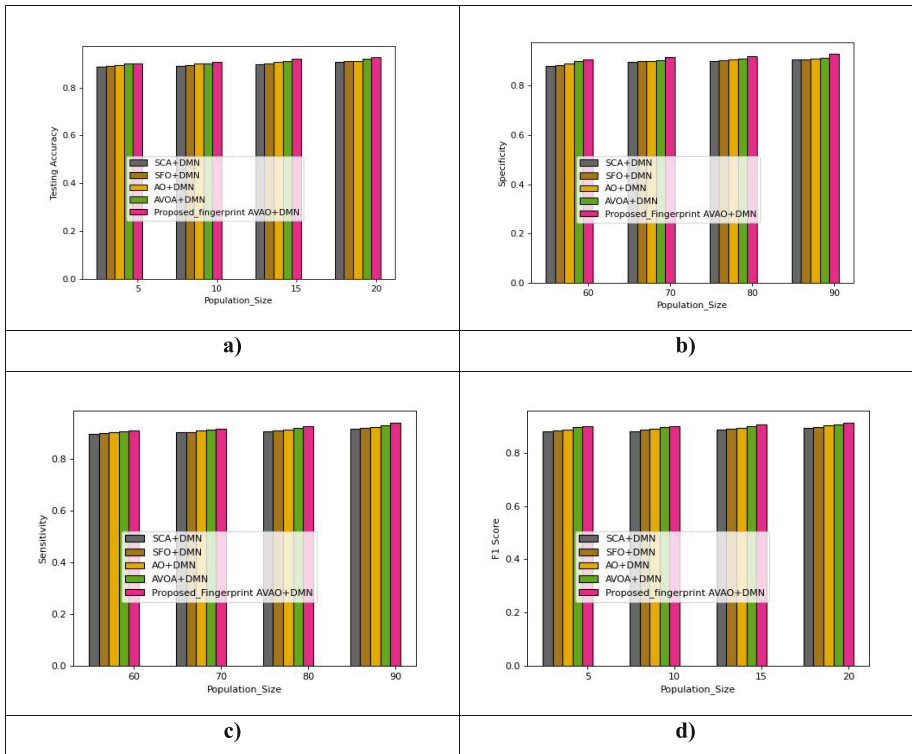 0.8
0.6
0.4
0.2
0.0
Testing Accuracy
SCA+DMN
SFO+DMN
AO+DMN
AVOA+DMN
Proposed_fingerprint AVAO+DMN
5 10 15 20
Population_Size
a)
0.8
0.6
0.4
0.2
0.0
Specificity
SCA+DMN
SFO+DMN
AO+DMN
AVOA+DMN
Proposed_Fingerprint AVAO+DMN
60 70 80 90
Population_Size
b)
0.8
0.6
0.4
0.2
0.0
Sensitivity
SCA+DMN
SFO+DMN
AO+DMN
AVOA+DMN
Proposed_Fingerprint AVAO+DMN
60 70 80 90
Population_Size
c)
0.8
0.6
0.4
0.2
0.0
F1 Score
SCA+DMN
SFO+DMN
AO+DMN
AVOA+DMN
Proposed_fingerprint AVAO+DMN
5 10 15 20
Population_Size
d)